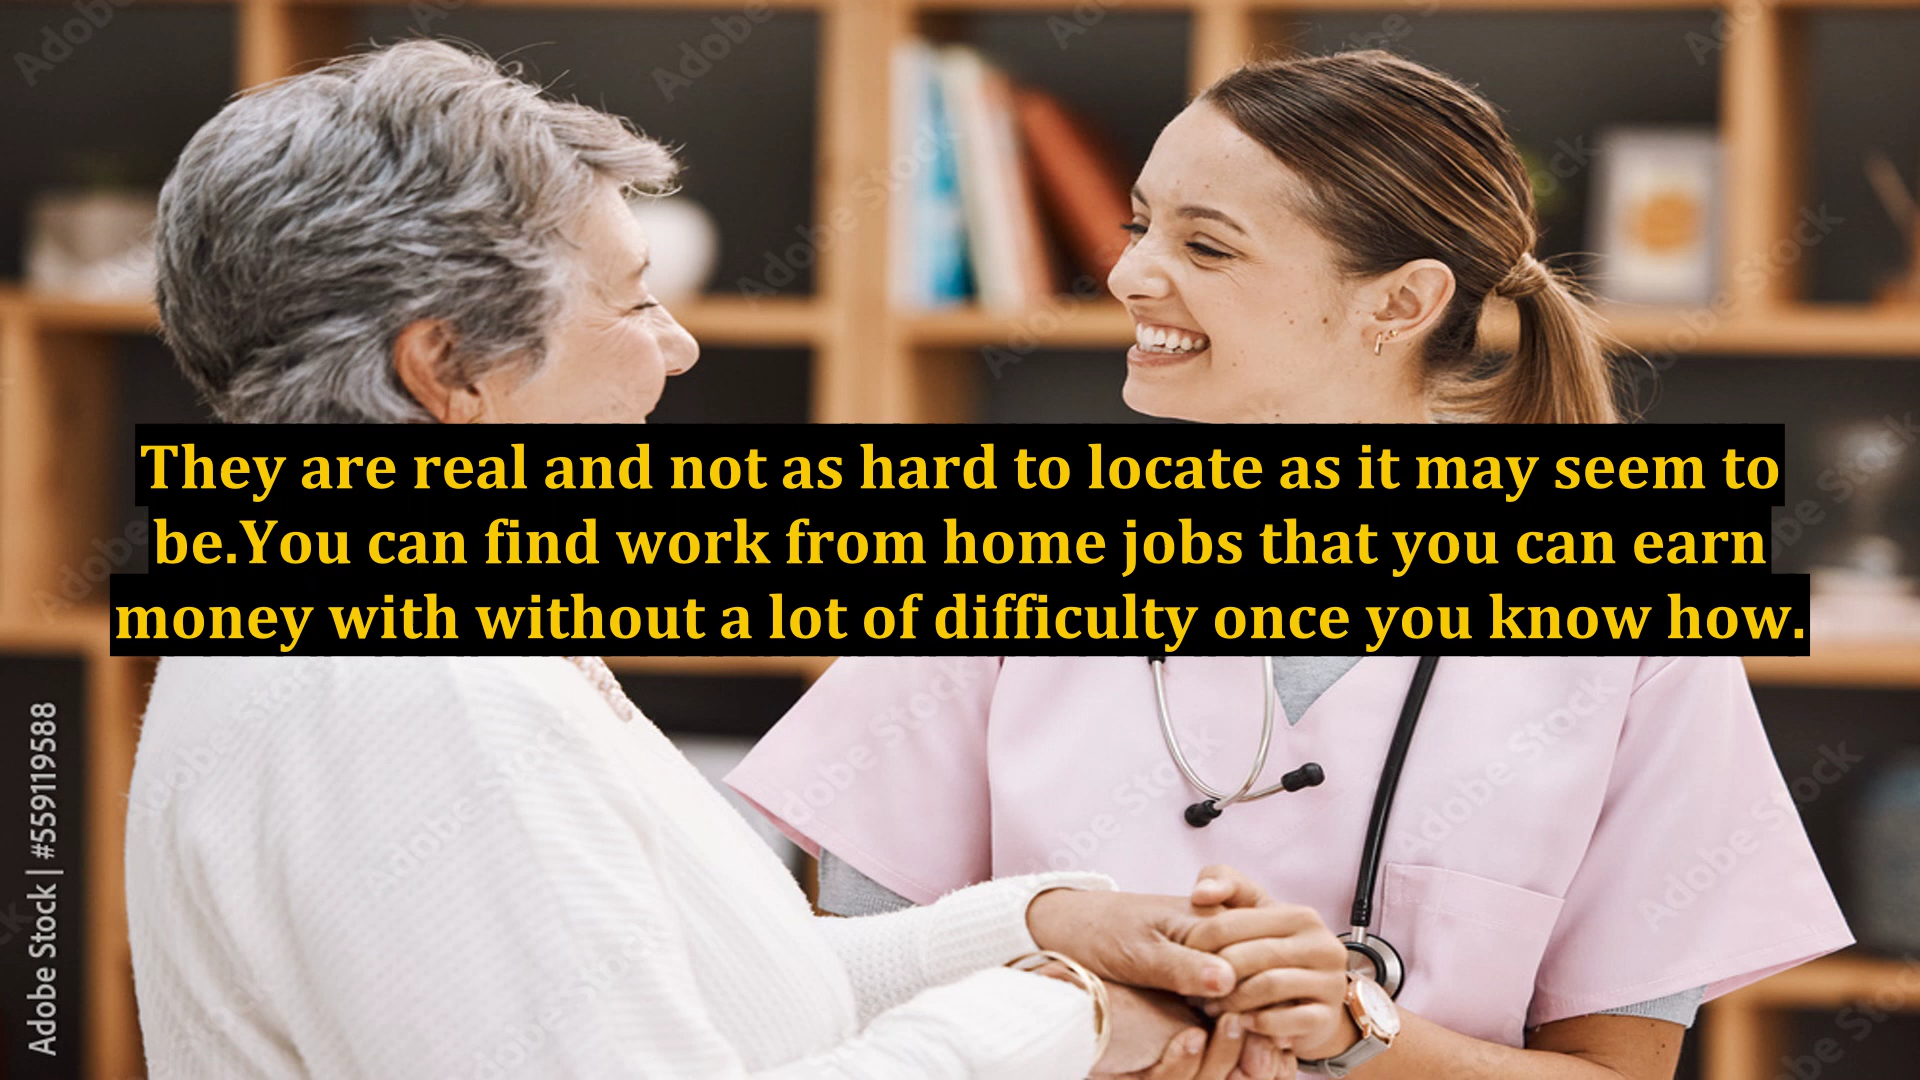 They are real and not as hard to locate as it may seem to
be.You can find work from home jobs that you can earn
money with without a lot of difficulty once you know how.
Adobe Stock | #559119588
Adobe Stock